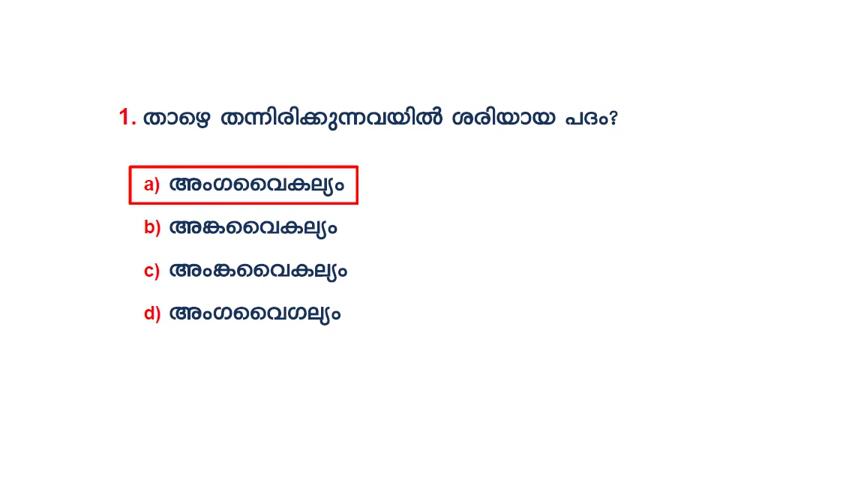 1. താഴെ തന്നിരിക്കുന്നവയിൽ ശരിയായ പദം?
a) അംഗവൈകല്യം
b) അങ്കവൈകല്യം
c) അംങ്കവൈകല്യം
d) അംഗവൈഗല്യം